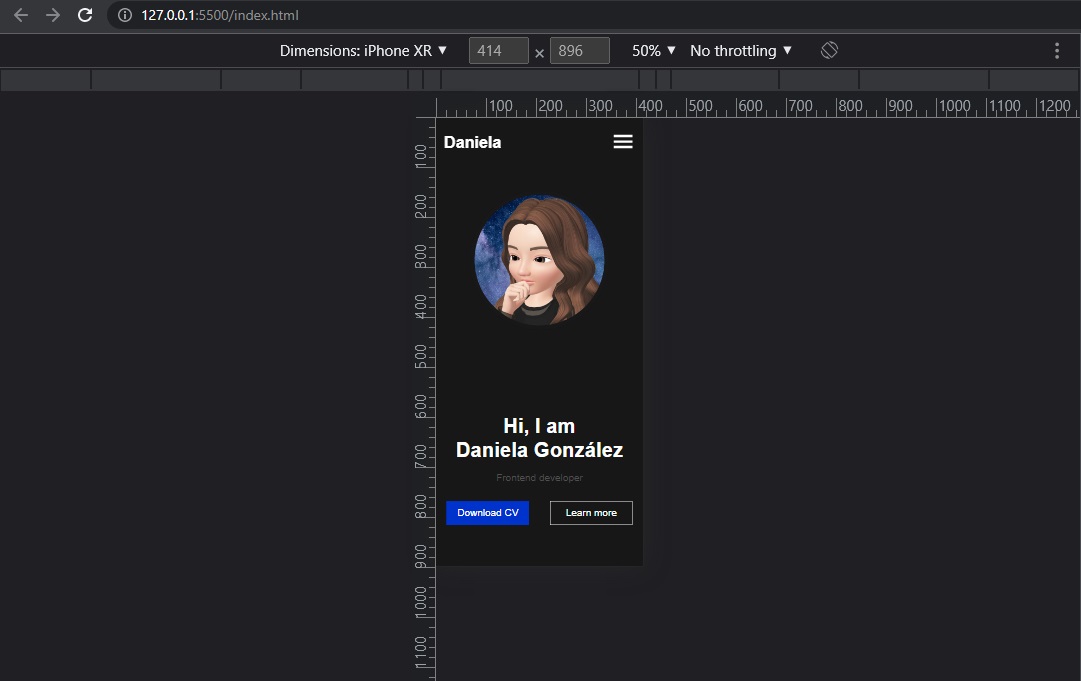 127.0.0.1:5500/index.html
Dimensions: iPhone XR ▼ 414 × 896 50% ▼ No throttling ▼
100 200 300 400 500 600 700 800 900 1000 1100 1200
100
200
300
400
500
600
700
800
900
1000
1100
Daniela
Hi, I am
Daniela González
Frontend developer
Download CV Learn more